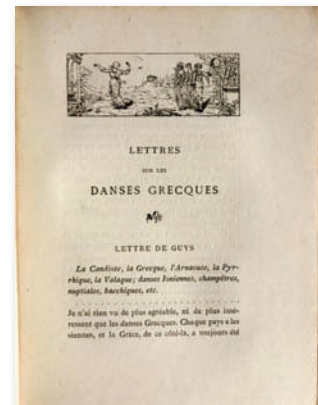 LETTRES
SUR LES
DANSES GRECQUES
LETTRE DE GUYS
La Candiote, la Grecque, l'Arnaoute, la Pyr-
rhique, la Valaque; danses Ioniennes, champêtres,
nuptiales, bacchiques, etc.
Je n'ai rien vu de plus agréable, ni de plus inté-
ressant que les danses Grecques. Chaque pays a les
siennes, et la Grèce, de ce côté-là, a toujours été